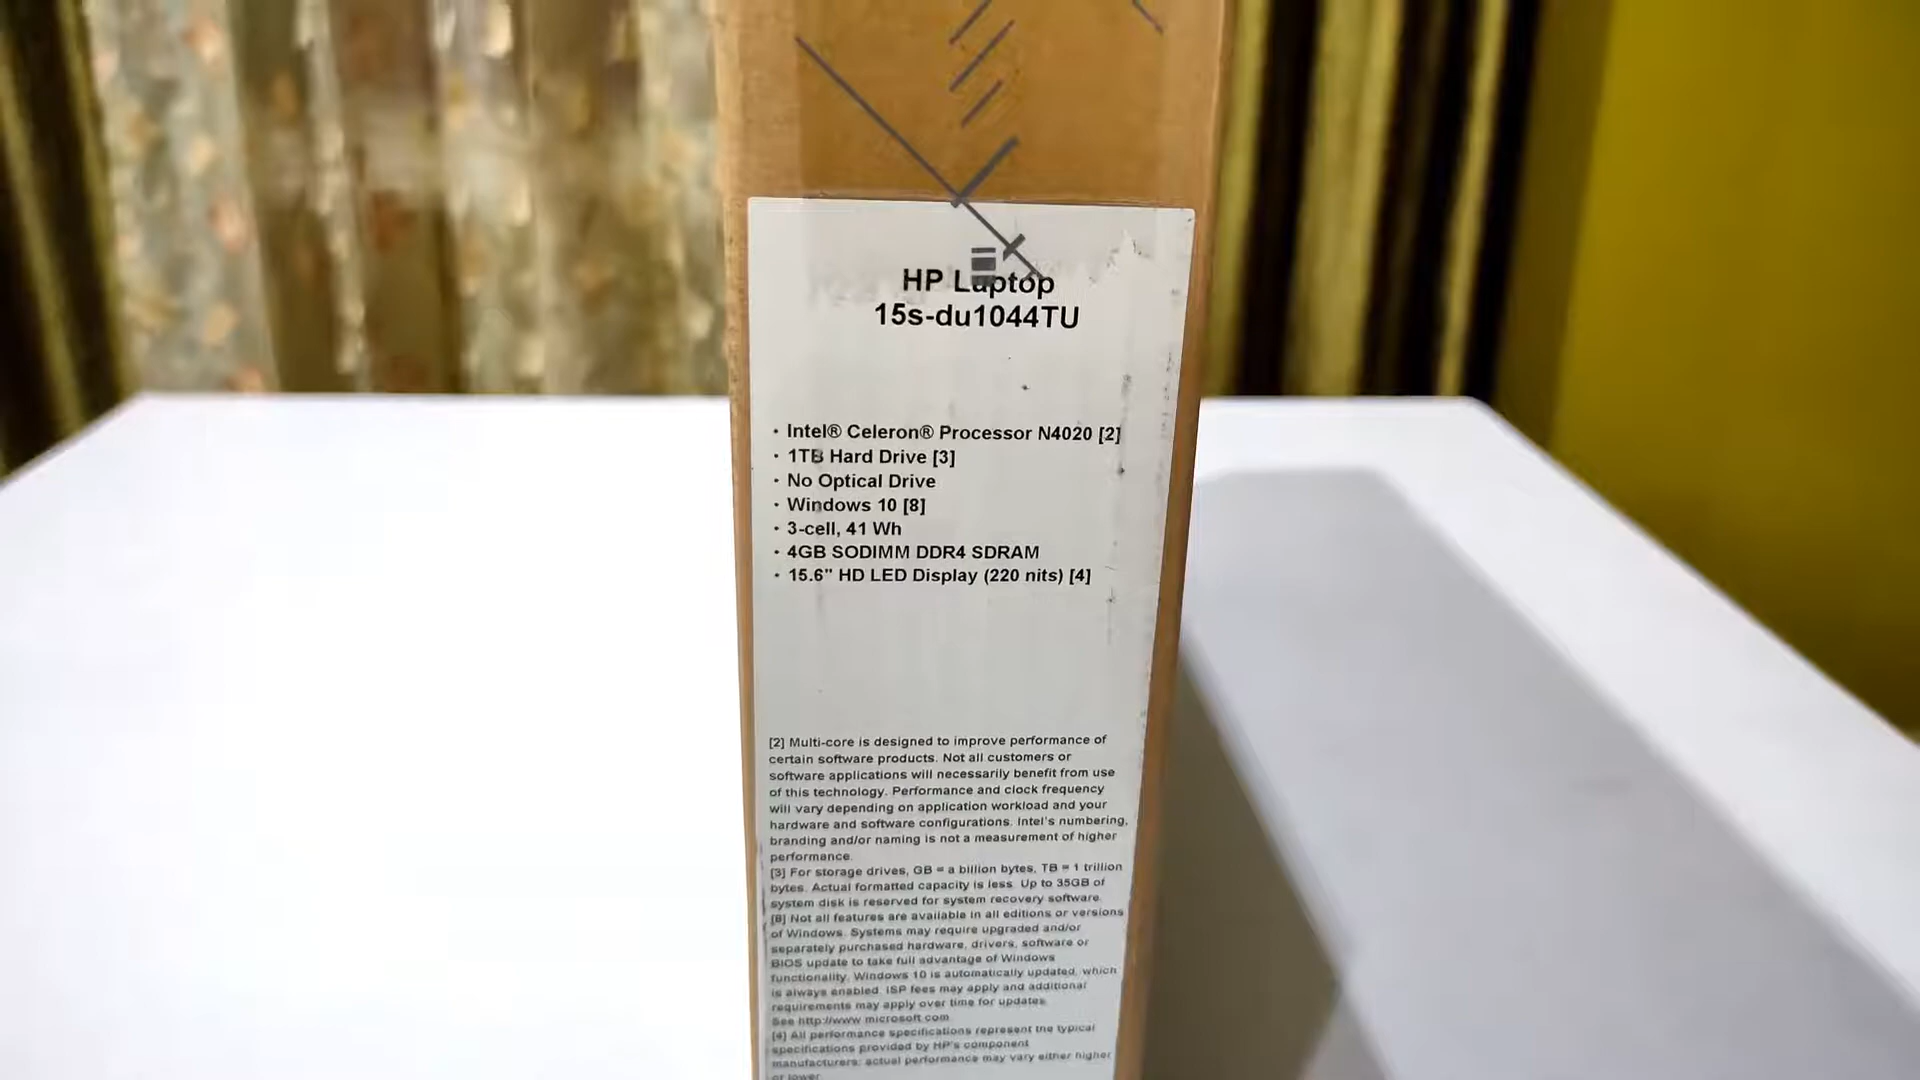 HP Laptop
15s-du1044TU
• Intel® Celeron® Processor N4020 [2]
• 1TB Hard Drive [3]
• No Optical Drive
• Windows 10 [8]
• 3-cell, 41 Wh
• 4GB SODIMM DDR4 SDRAM
• 15.6" HD LED Display (220 nits) [4]
[2] Multi-core is designed to improve performance of
certain software products. Not all customers or
software applications will necessarily benefit from use
of this technology. Performance and clock frequency
will vary depending on application workload and your
hardware and software configurations. Intel's numbering,
branding and/or naming is not a measurement of higher
performance.
[3] For storage drives, GB = a billion bytes, TB = 1 trillion
bytes. Actual formatted capacity is less. Up to 35GB of
system disk is reserved for system recovery software.
[8] Not all features are available in all editions or versions
of Windows. Systems may require upgraded and/or
separately purchased hardware, drivers, software or
BIOS update to take full advantage of Windows
functionality. Windows 10 is automatically updated, which
is always enabled. ISP fees may apply and additional
requirements may apply over time for updates.
See http://www.microsoft.com
[4] All performance specifications represent the typical
specifications provided by HP's component
manufacturers; actual performance may vary either higher
or lower